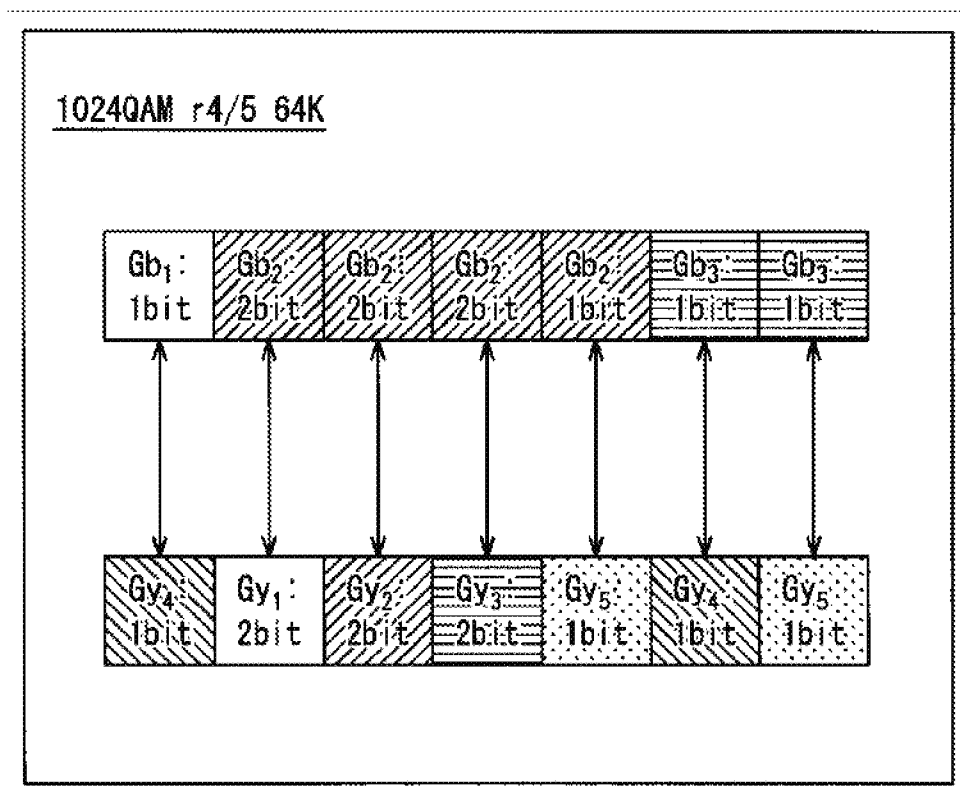 1024QAM r4/5 64K
Gb₁: Gb₂: Gb₂: Gb₂: Gb₂: Gb₃: Gb₃:
1bit 2bit 2bit 2bit 1bit 1bit 1bit
Gy₄: Gy₁: Gy₂: Gy₃: Gy₅ Gy₄: Gy₅
1bit 2bit 2bit 2bit 1bit 1bit 1bit